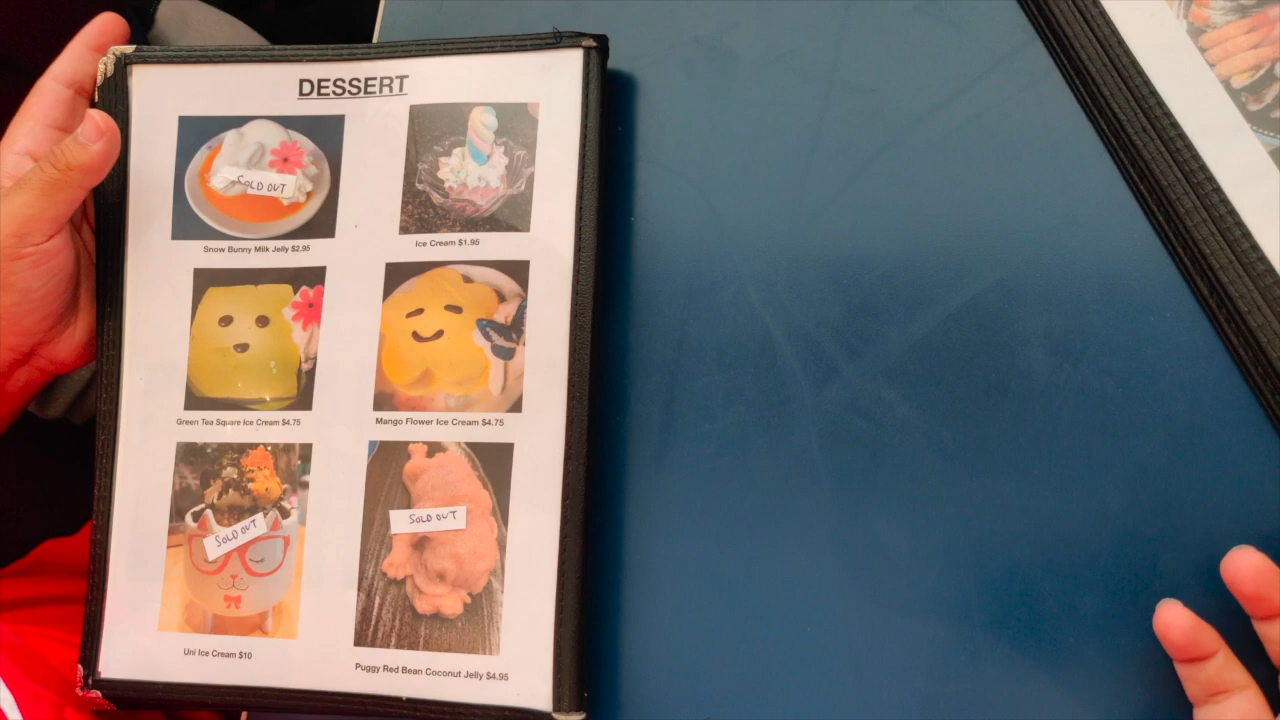 DESSERT
SOLD OUT
Snow Bunny Milk Jelly $2.95
Ice Cream $1.95
Green Tea Square Ice Cream $4.75
Mango Flower Ice Cream $4.75
SOLD OUT
SOLD OUT
Uni Ice Cream $10
Puggy Red Bean Coconut Jelly $4.95